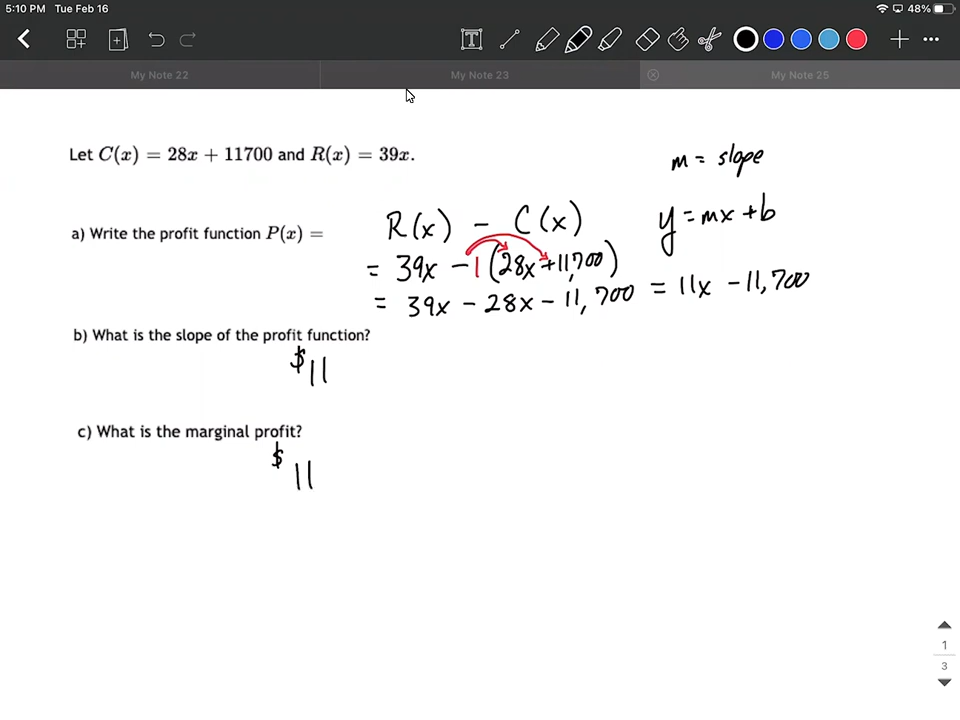 5:10 PM Tue Feb 16 48%
T
My Note 22 My Note 23 My Note 25
Let C(x) = 28x + 11700 and R(x) = 39x.
m = slope
y = mx + b
a) Write the profit function P(x) = R(x) - C(x)
= 39x - 1(28x + 11,700)
= 39x - 28x - 11,700 = 11x - 11,700
b) What is the slope of the profit function?
$11
c) What is the marginal profit?
$11
1
3